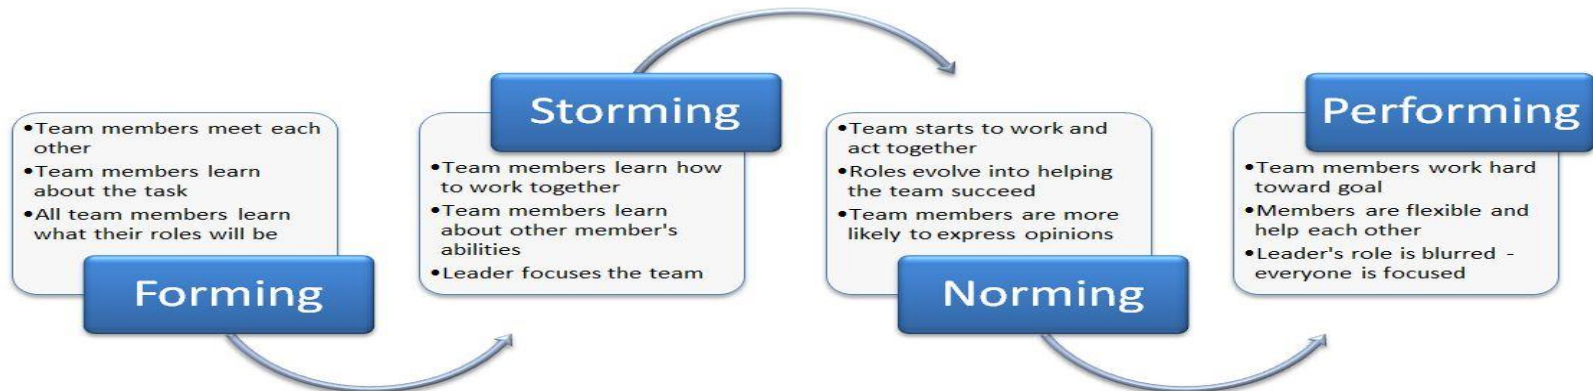 •Team members meet each
other
•Team members learn
about the task
•All team members learn
what their roles will be
Forming
Storming
•Team members learn how
to work together
•Team members learn
about other member's
abilities
•Leader focuses the team
•Team starts to work and
act together
•Roles evolve into helping
the team succeed
•Team members are more
likely to express opinions
Norming
Performing
•Team members work hard
toward goal
•Members are flexible and
help each other
•Leader's role is blurred -
everyone is focused